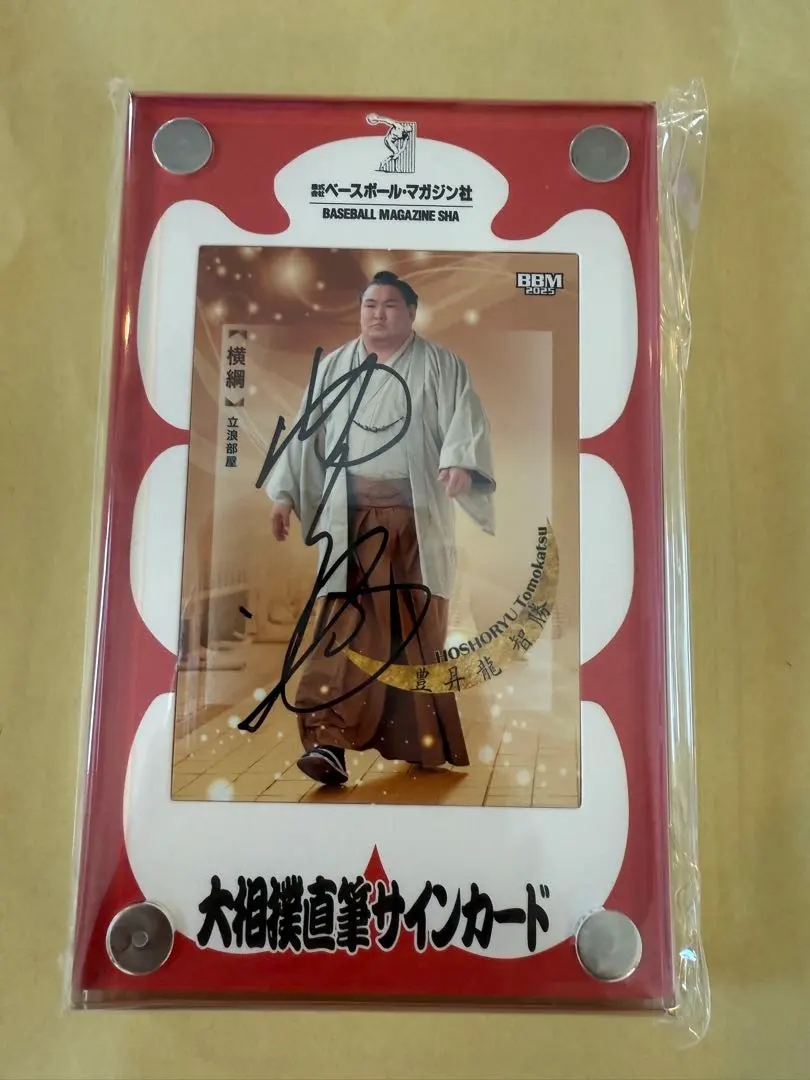 株式会社ベースボール・マガジン社
BASEBALL MAGAZINE SHA
BBM
2025
【横綱】
立浪部屋
HOSHORYU Tomokatsu
豊昇龍 智勝
大相撲直筆サインカード